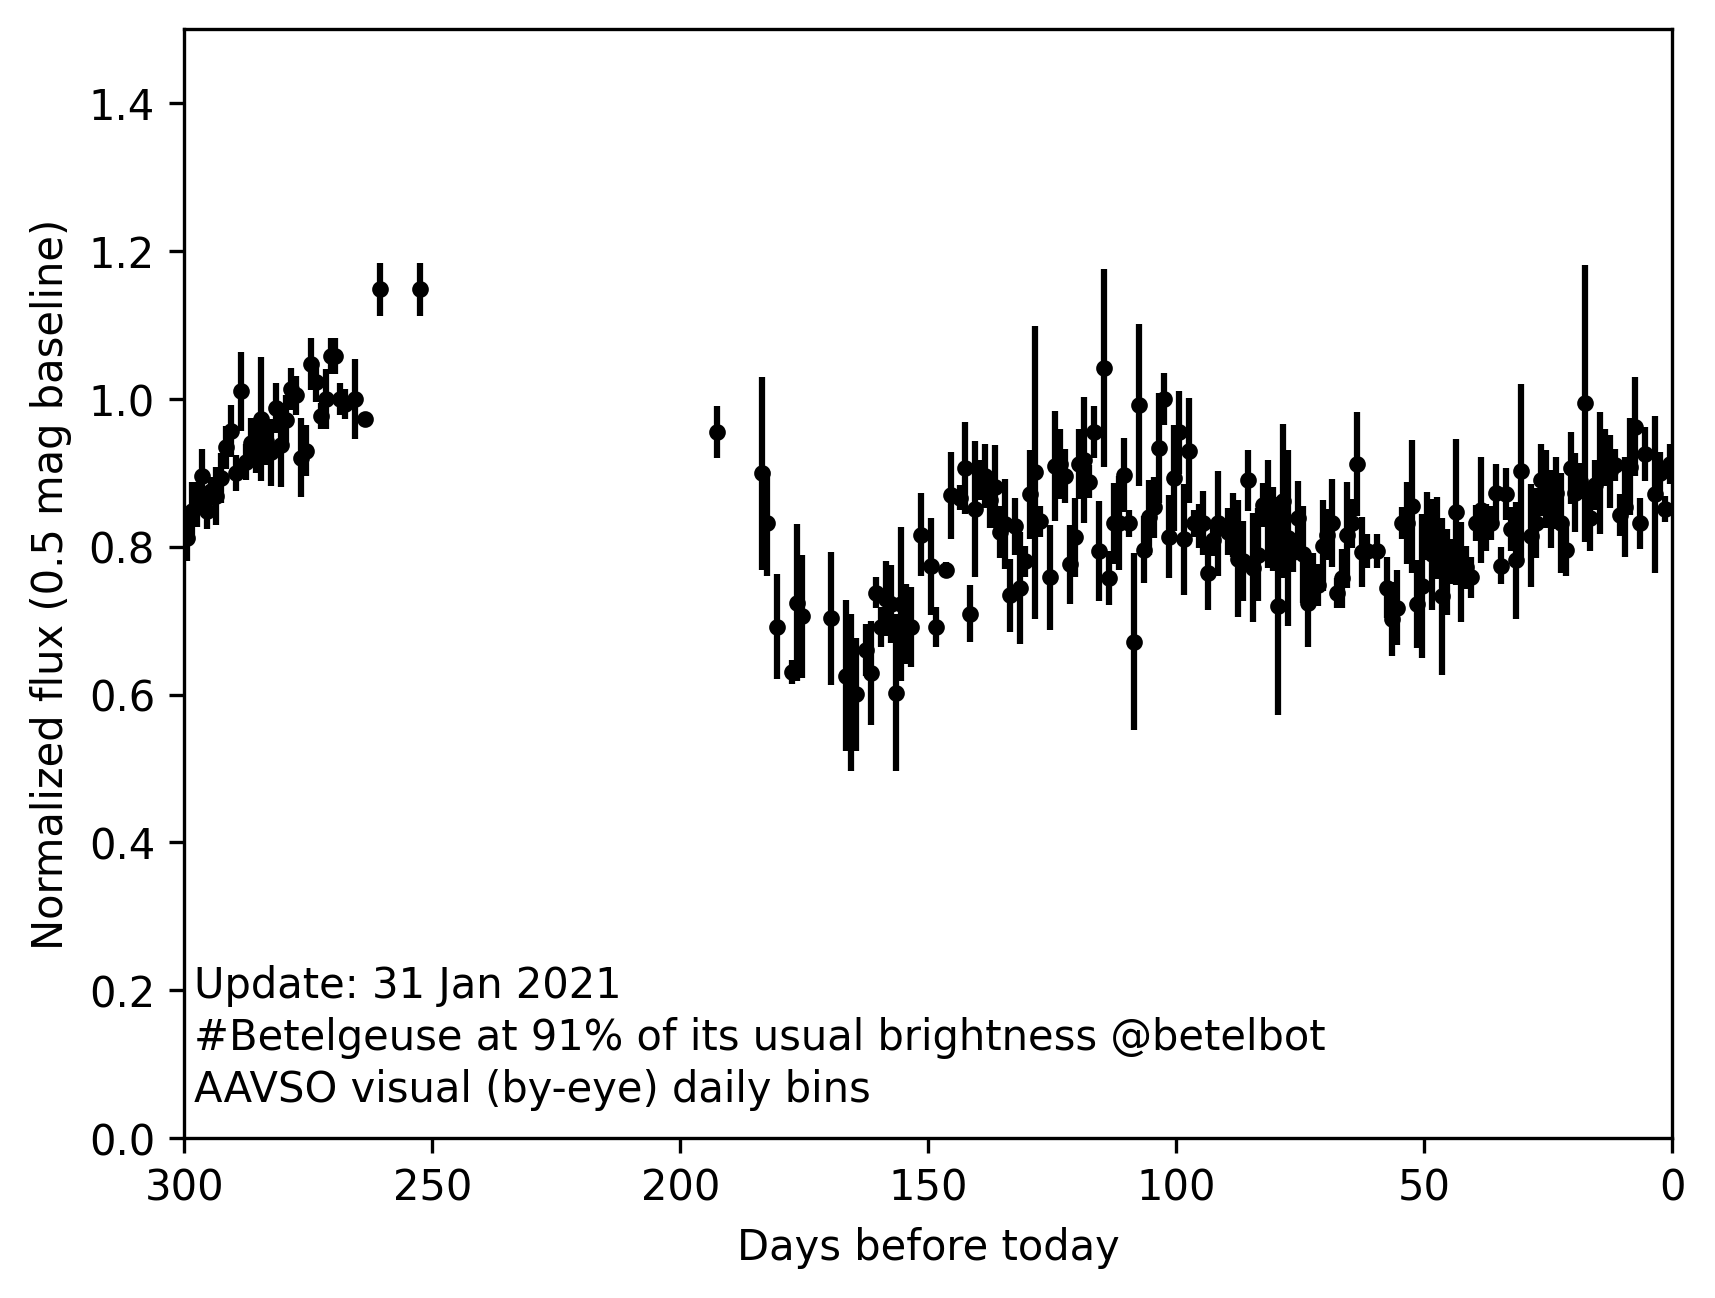 1.4
1.2
1.0
0.8
0.6
0.4
0.2
0.0
Normalized flux (0.5 mag baseline)
Update: 31 Jan 2021
#Betelgeuse at 91% of its usual brightness @betelbot
AAVSO visual (by-eye) daily bins
300 250 200 150 100 50 0
Days before today